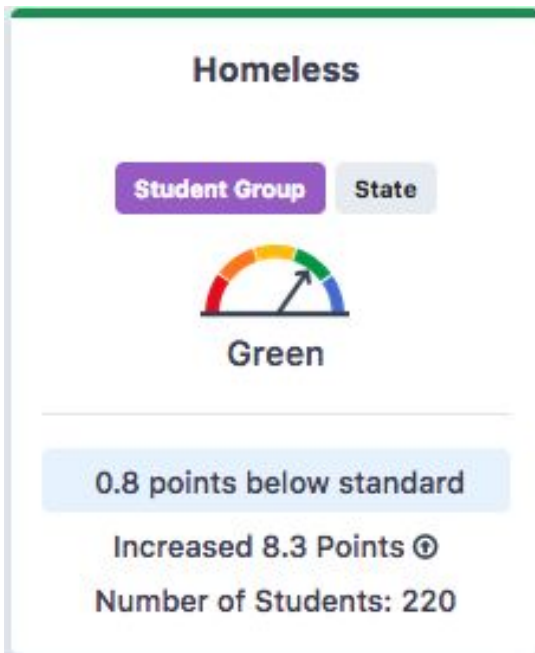 Homeless
Student Group State
Green
0.8 points below standard
Increased 8.3 Points
Number of Students: 220